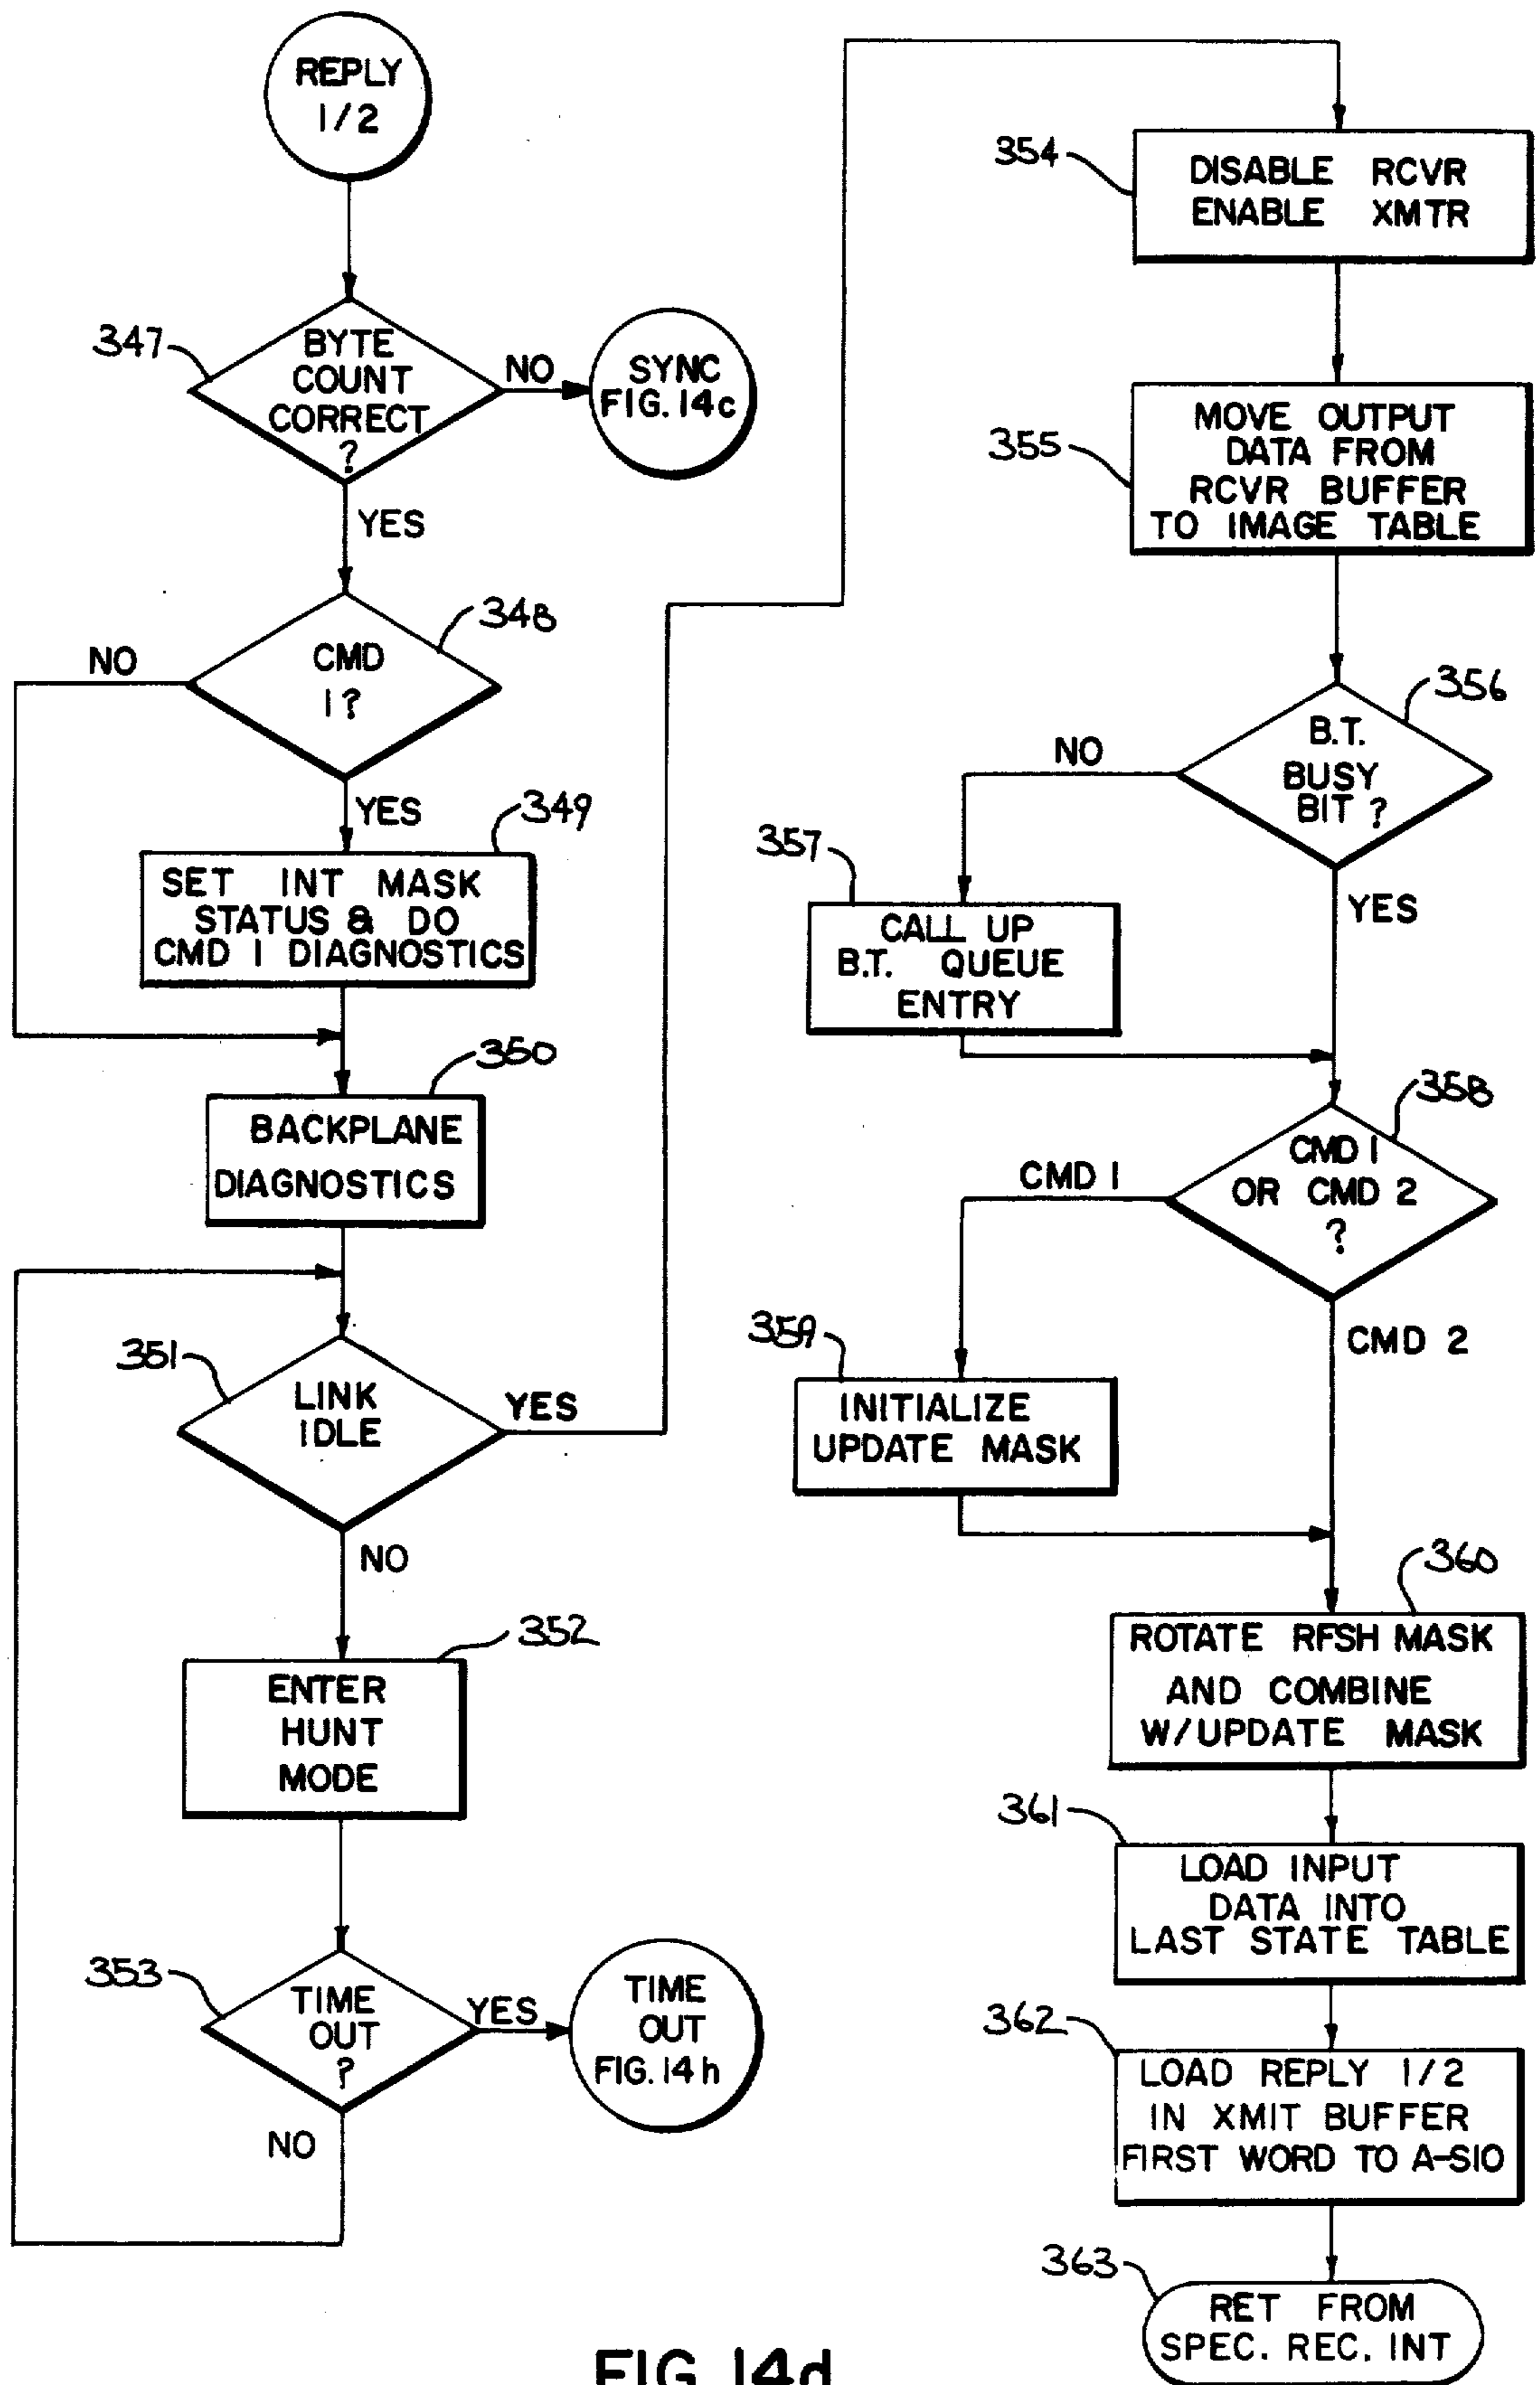 REPLY
1/2
347
BYTE
COUNT
CORRECT
?
NO
SYNC
FIG. 14c
YES
348
CMD
1?
NO
YES
349
SET INT MASK
STATUS & DO
CMD 1 DIAGNOSTICS
350
BACKPLANE
DIAGNOSTICS
351
LINK
IDLE
YES
NO
352
ENTER
HUNT
MODE
353
TIME
OUT
?
YES
TIME
OUT
FIG. 14h
NO
354
DISABLE RCVR
ENABLE XMTR
355
MOVE OUTPUT
DATA FROM
RCVR BUFFER
TO IMAGE TABLE
356
B.T.
BUSY
BIT ?
NO
YES
357
CALL UP
B.T. QUEUE
ENTRY
358
CMD 1
OR CMD 2
?
CMD 1
CMD 2
359
INITIALIZE
UPDATE MASK
360
ROTATE RFSH MASK
AND COMBINE
W/UPDATE MASK
361
LOAD INPUT
DATA INTO
LAST STATE TABLE
362
LOAD REPLY 1/2
IN XMIT BUFFER
FIRST WORD TO A-SIO
363
RET FROM
SPEC. REC. INT
FIG. 14d